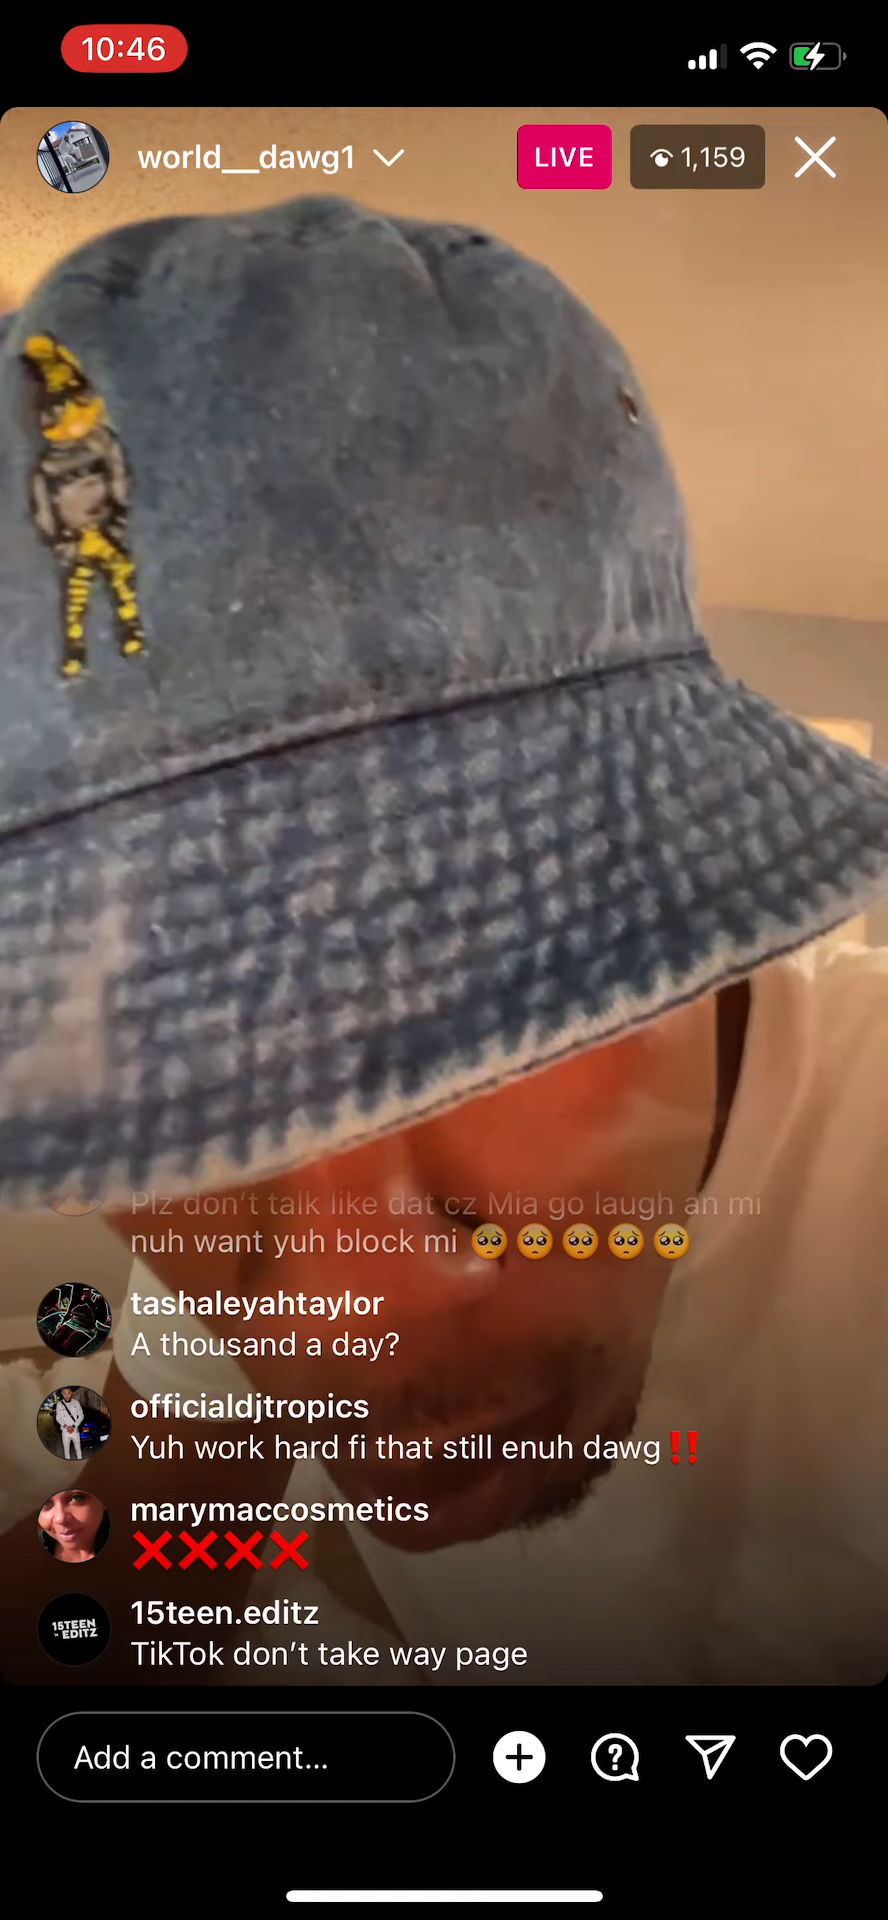 10:46
world__dawg1
LIVE
1,159
Plz don't talk like dat cz Mia go laugh an mi
nuh want yuh block mi 🥺🥺🥺🥺🥺
tashaleyahtaylor
A thousand a day?
officialdjtropics
Yuh work hard fi that still enuh dawg‼️
marymaccosmetics
❌❌❌❌
15TEEN
EDITZ
15teen.editz
TikTok don't take way page
Add a comment...